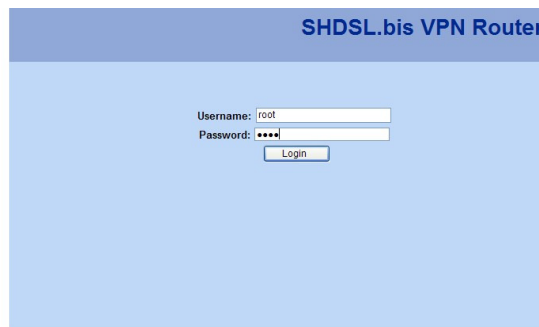 SHDSL.bis VPN Router
Username: root
Password: ••••
Login